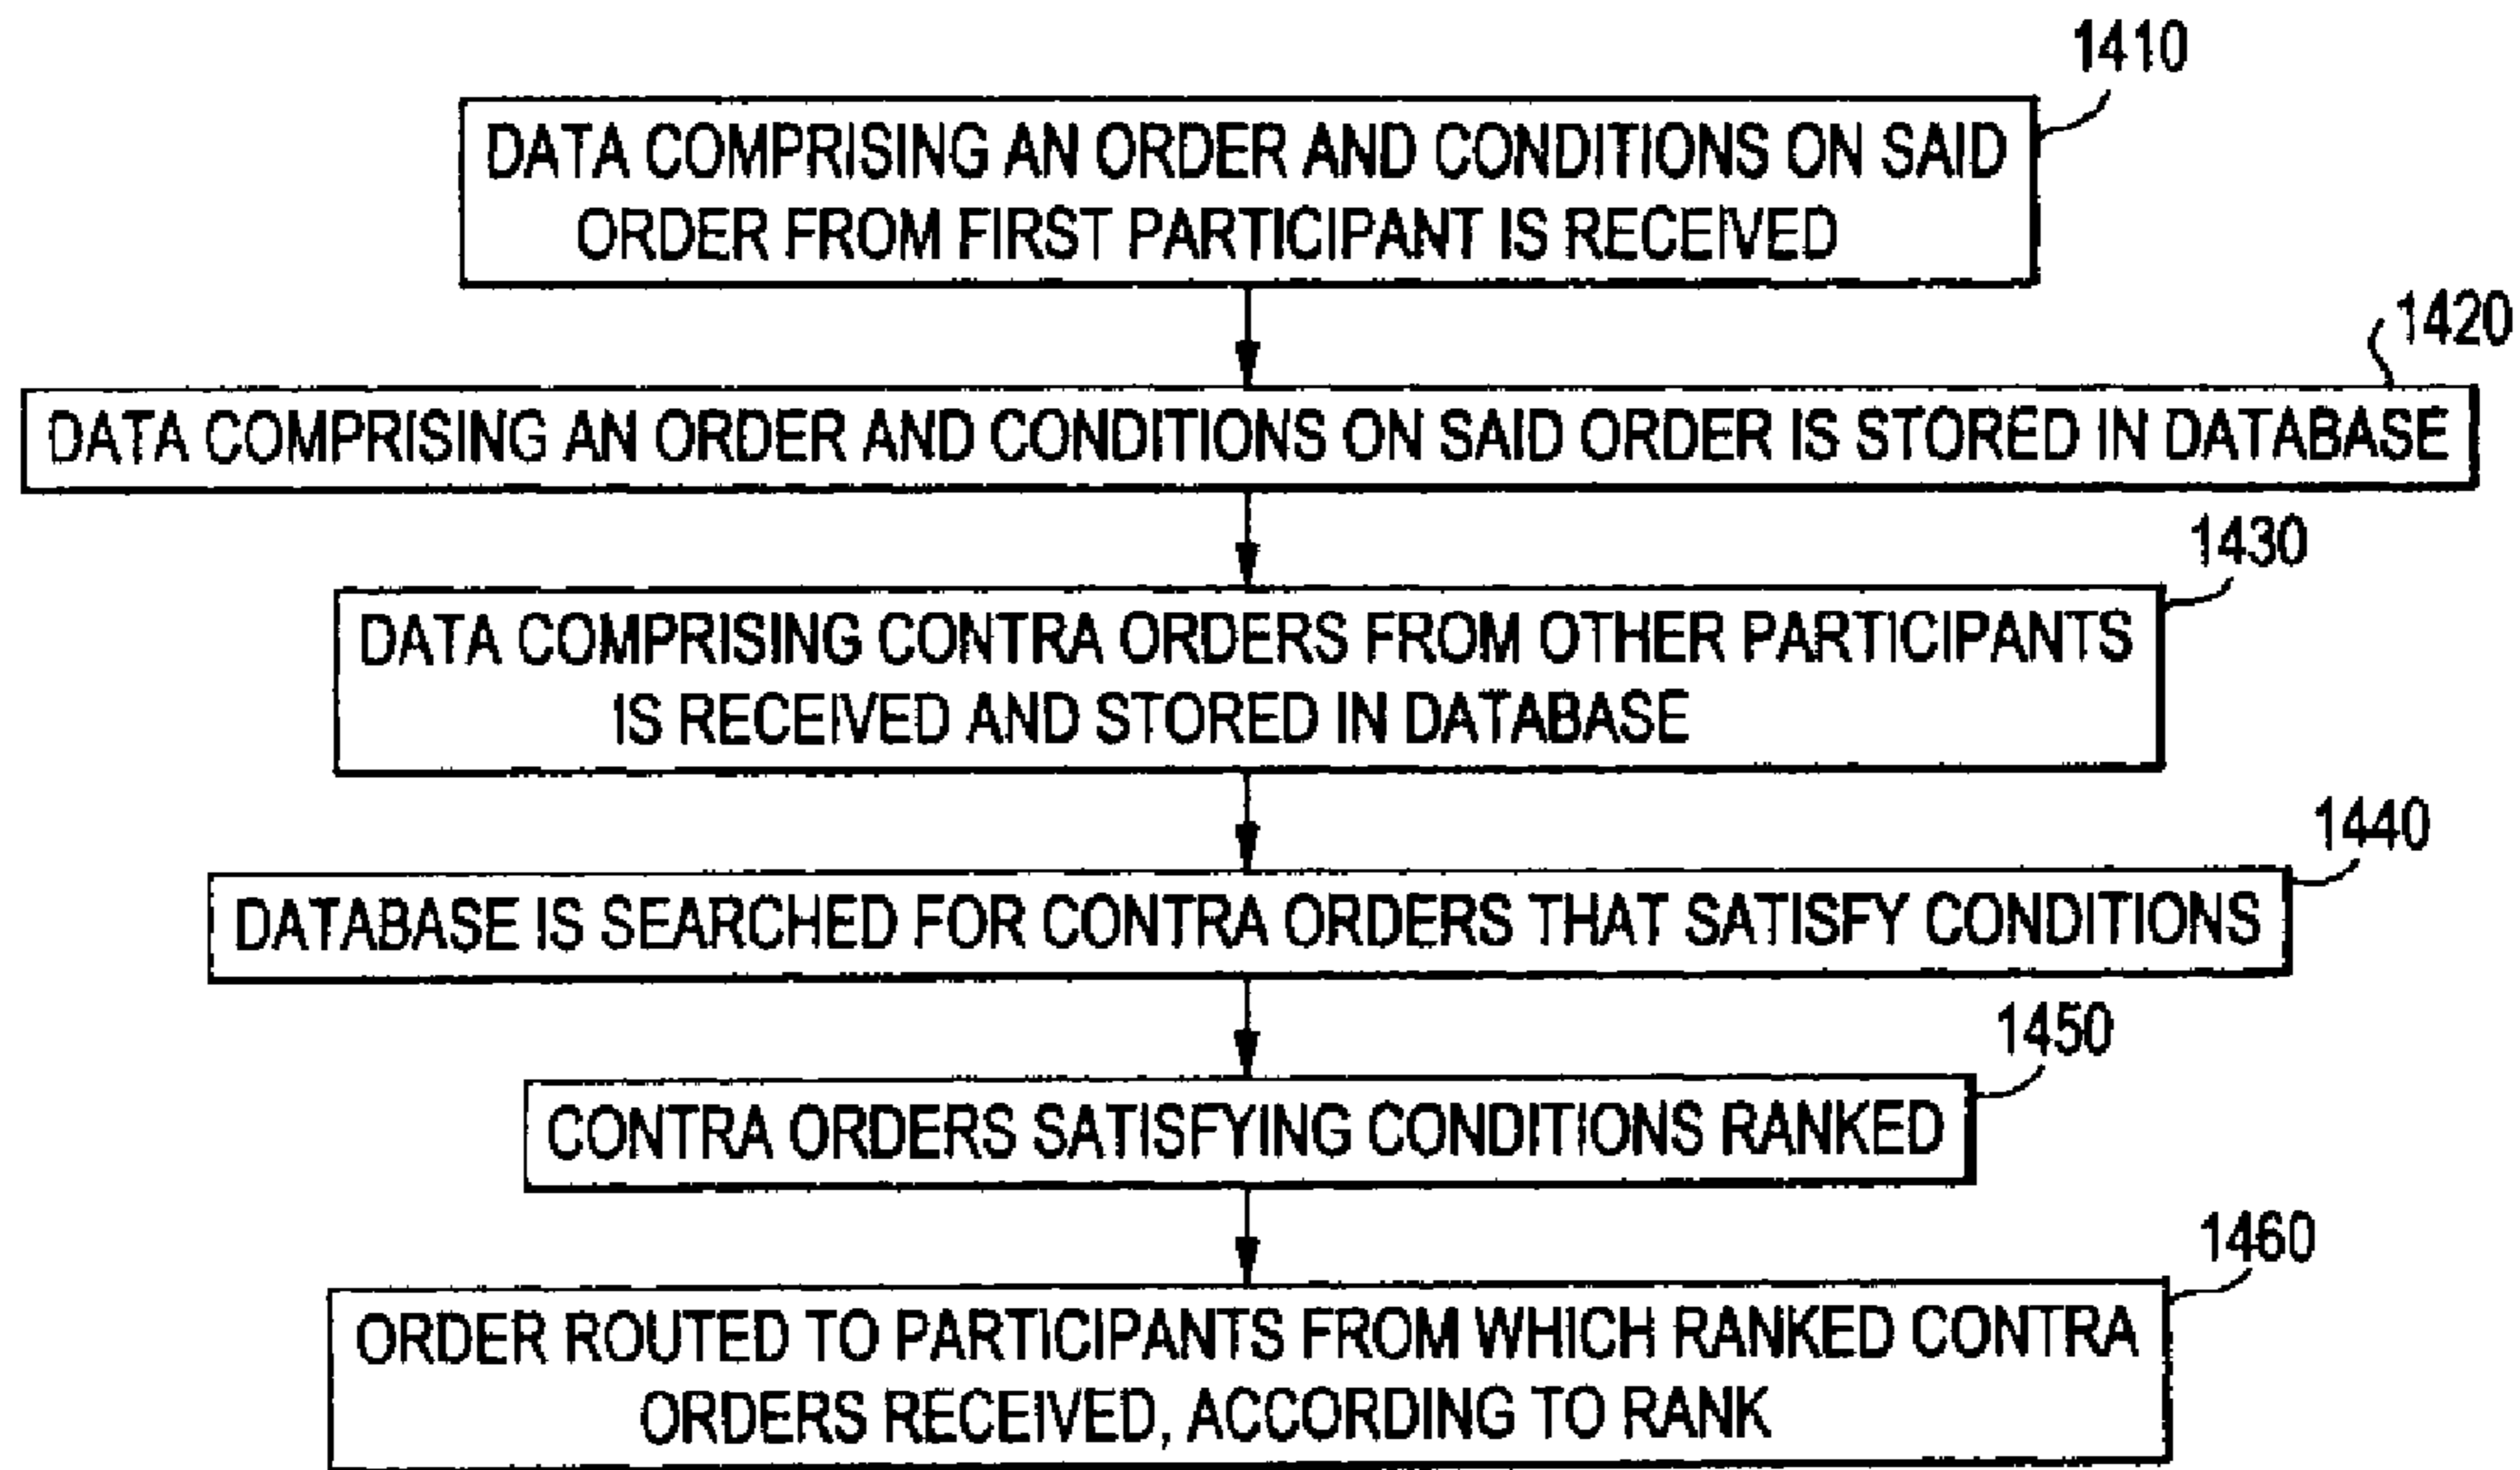 1410
DATA COMPRISING AN ORDER AND CONDITIONS ON SAID
ORDER FROM FIRST PARTICIPANT IS RECEIVED
1420
DATA COMPRISING AN ORDER AND CONDITIONS ON SAID ORDER IS STORED IN DATABASE
1430
DATA COMPRISING CONTRA ORDERS FROM OTHER PARTICIPANTS
IS RECEIVED AND STORED IN DATABASE
1440
DATABASE IS SEARCHED FOR CONTRA ORDERS THAT SATISFY CONDITIONS
1450
CONTRA ORDERS SATISFYING CONDITIONS RANKED
1460
ORDER ROUTED TO PARTICIPANTS FROM WHICH RANKED CONTRA
ORDERS RECEIVED, ACCORDING TO RANK